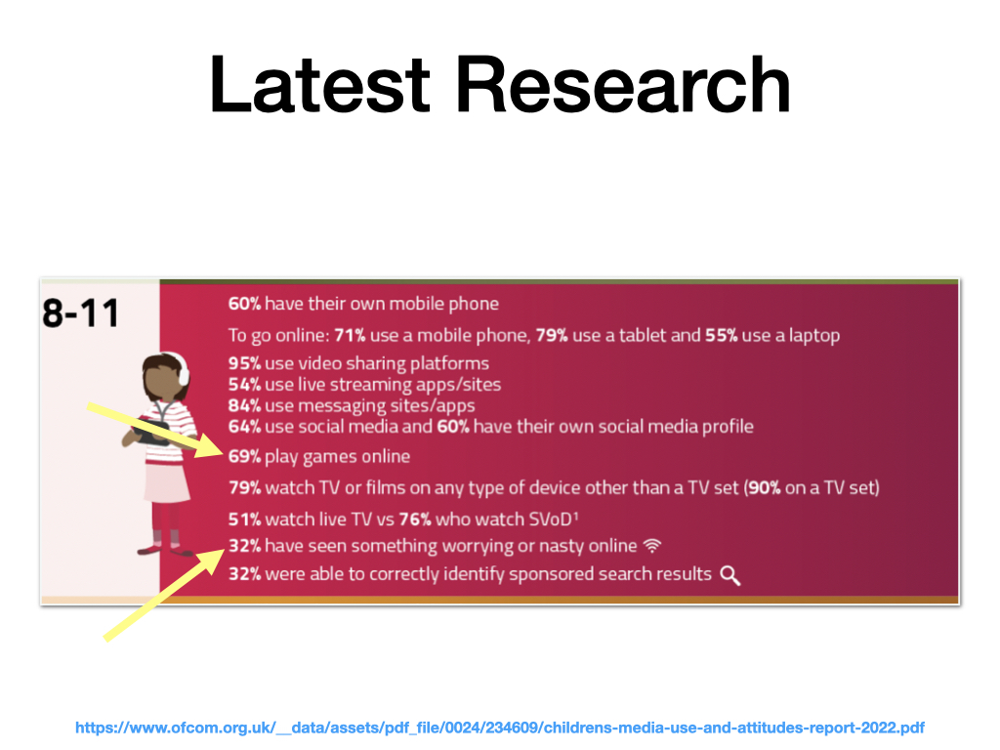 Latest Research
8-11
60% have their own mobile phone
To go online: 71% use a mobile phone, 79% use a tablet and 55% use a laptop
95% use video sharing platforms
54% use live streaming apps/sites
84% use messaging sites/apps
64% use social media and 60% have their own social media profile
69% play games online
79% watch TV or films on any type of device other than a TV set (90% on a TV set)
51% watch live TV vs 76% who watch SVoD¹
32% have seen something worrying or nasty online
32% were able to correctly identify sponsored search results
https://www.ofcom.org.uk/__data/assets/pdf_file/0024/234609/childrens-media-use-and-attitudes-report-2022.pdf